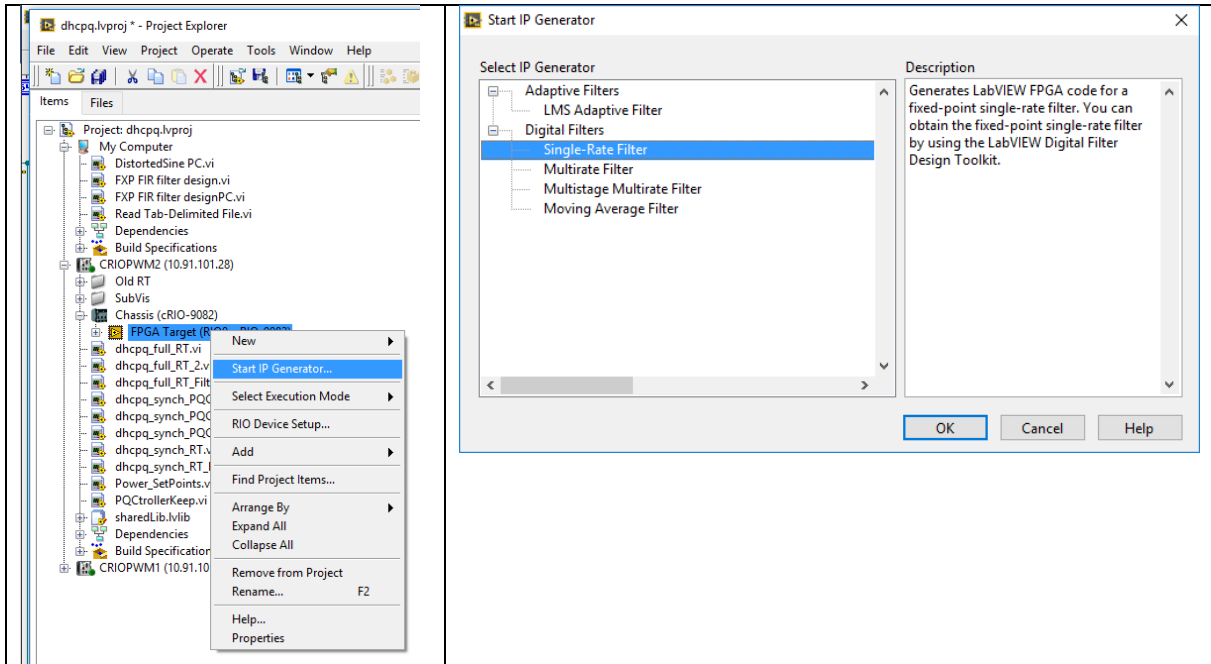 dhcpq.lvproj * - Project Explorer
File Edit View Project Operate Tools Window Help
Items Files
Project: dhcpq.lvproj
My Computer
DistortedSine PC.vi
FXP FIR filter design.vi
FXP FIR filter designPC.vi
Read Tab-Delimited File.vi
Dependencies
Build Specifications
CRIOPWM2 (10.91.101.28)
Old RT
SubVis
Chassis (cRIO-9082)
FPGA Target
dhcpq_full_RT.vi
dhcpq_full_RT_2.v
dhcpq_full_RT_Filt
dhcpq_synch_PQC
dhcpq_synch_PQC
dhcpq_synch_PQC
dhcpq_synch_RT.v
dhcpq_synch_RT_
Power_SetPoints.v
PQCtrollerKeep.vi
sharedLib.lvlib
Dependencies
Build Specification
CRIOPWM1 (10.91.10
New
Start IP Generator...
Select Execution Mode
RIO Device Setup...
Add
Find Project Items...
Arrange By
Expand All
Collapse All
Remove from Project
Rename... F2
Help...
Properties
Start IP Generator
Select IP Generator
Adaptive Filters
LMS Adaptive Filter
Digital Filters
Single-Rate Filter
Multirate Filter
Multistage Multirate Filter
Moving Average Filter
Description
Generates LabVIEW FPGA code for a
fixed-point single-rate filter. You can
obtain the fixed-point single-rate filter
by using the LabVIEW Digital Filter
Design Toolkit.
OK Cancel Help